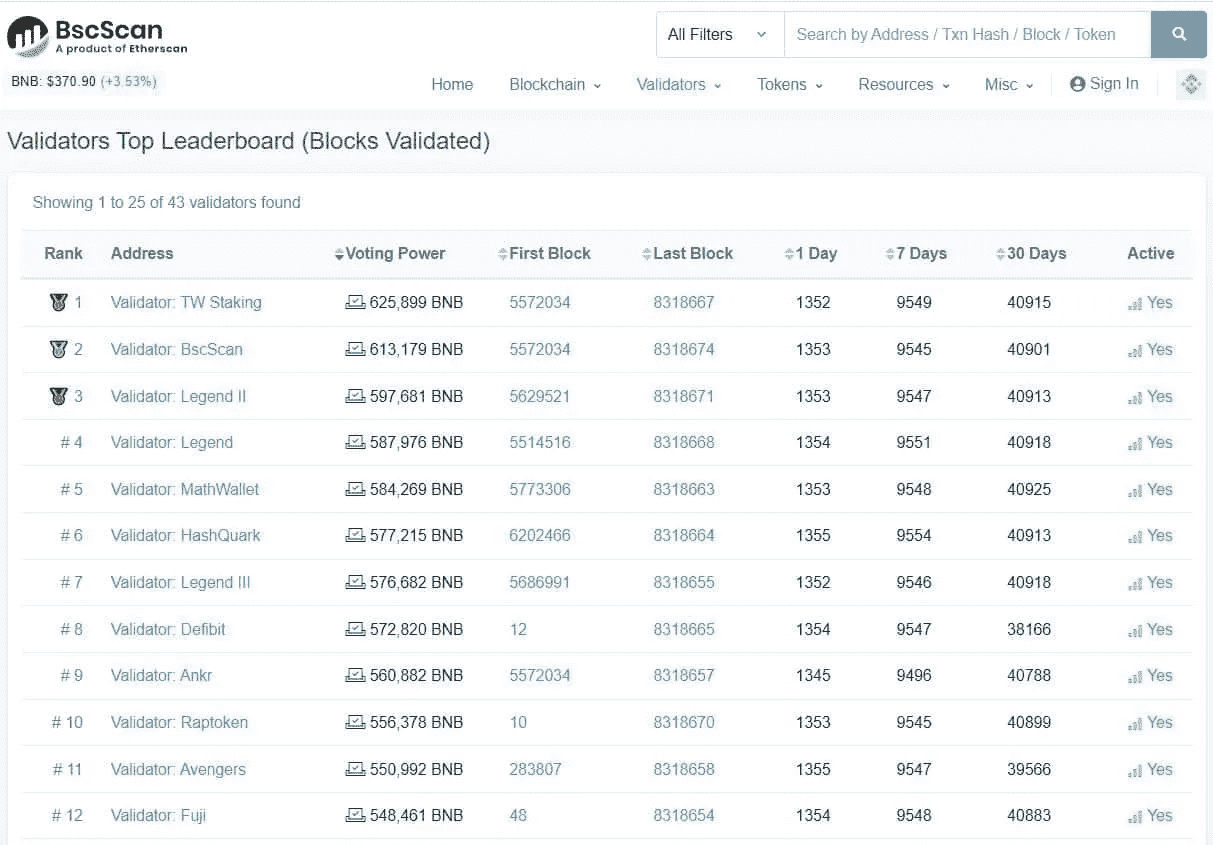 BscScan
A product of Etherscan
All Filters Search by Address / Txn Hash / Block / Token
BNB: $370.90 (+3.53%)
Home Blockchain Validators Tokens Resources Misc Sign In
Validators Top Leaderboard (Blocks Validated)
Showing 1 to 25 of 43 validators found
Rank Address Voting Power First Block Last Block 1 Day 7 Days 30 Days Active
1 Validator: TW Staking 625,899 BNB 5572034 8318667 1352 9549 40915 Yes
2 Validator: BscScan 613,179 BNB 5572034 8318674 1353 9545 40901 Yes
3 Validator: Legend II 597,681 BNB 5629521 8318671 1353 9547 40913 Yes
# 4 Validator: Legend 587,976 BNB 5514516 8318668 1354 9551 40918 Yes
# 5 Validator: MathWallet 584,269 BNB 5773306 8318663 1353 9548 40925 Yes
# 6 Validator: HashQuark 577,215 BNB 6202466 8318664 1355 9554 40913 Yes
# 7 Validator: Legend III 576,682 BNB 5686991 8318655 1352 9546 40918 Yes
# 8 Validator: Defibit 572,820 BNB 12 8318665 1354 9547 38166 Yes
# 9 Validator: Ankr 560,882 BNB 5572034 8318657 1345 9496 40788 Yes
# 10 Validator: Raptoken 556,378 BNB 10 8318670 1353 9545 40899 Yes
# 11 Validator: Avengers 550,992 BNB 283807 8318658 1355 9547 39566 Yes
# 12 Validator: Fuji 548,461 BNB 48 8318654 1354 9548 40883 Yes